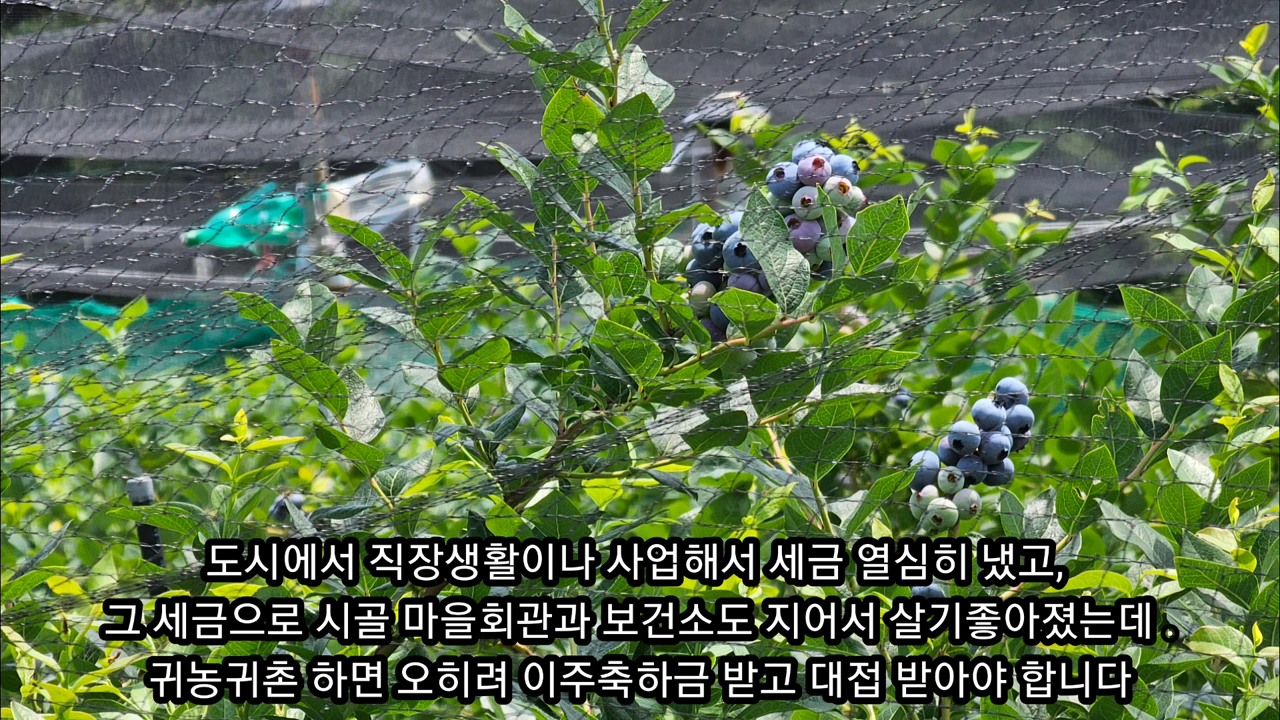 도시에서 직장생활이나 사업해서 세금 열심히 냈고,
그 세금으로 시골 마을회관과 보건소도 지어서 살기좋아졌는데 .
귀농귀촌 하면 오히려 이주축하금 받고 대접 받아야 합니다